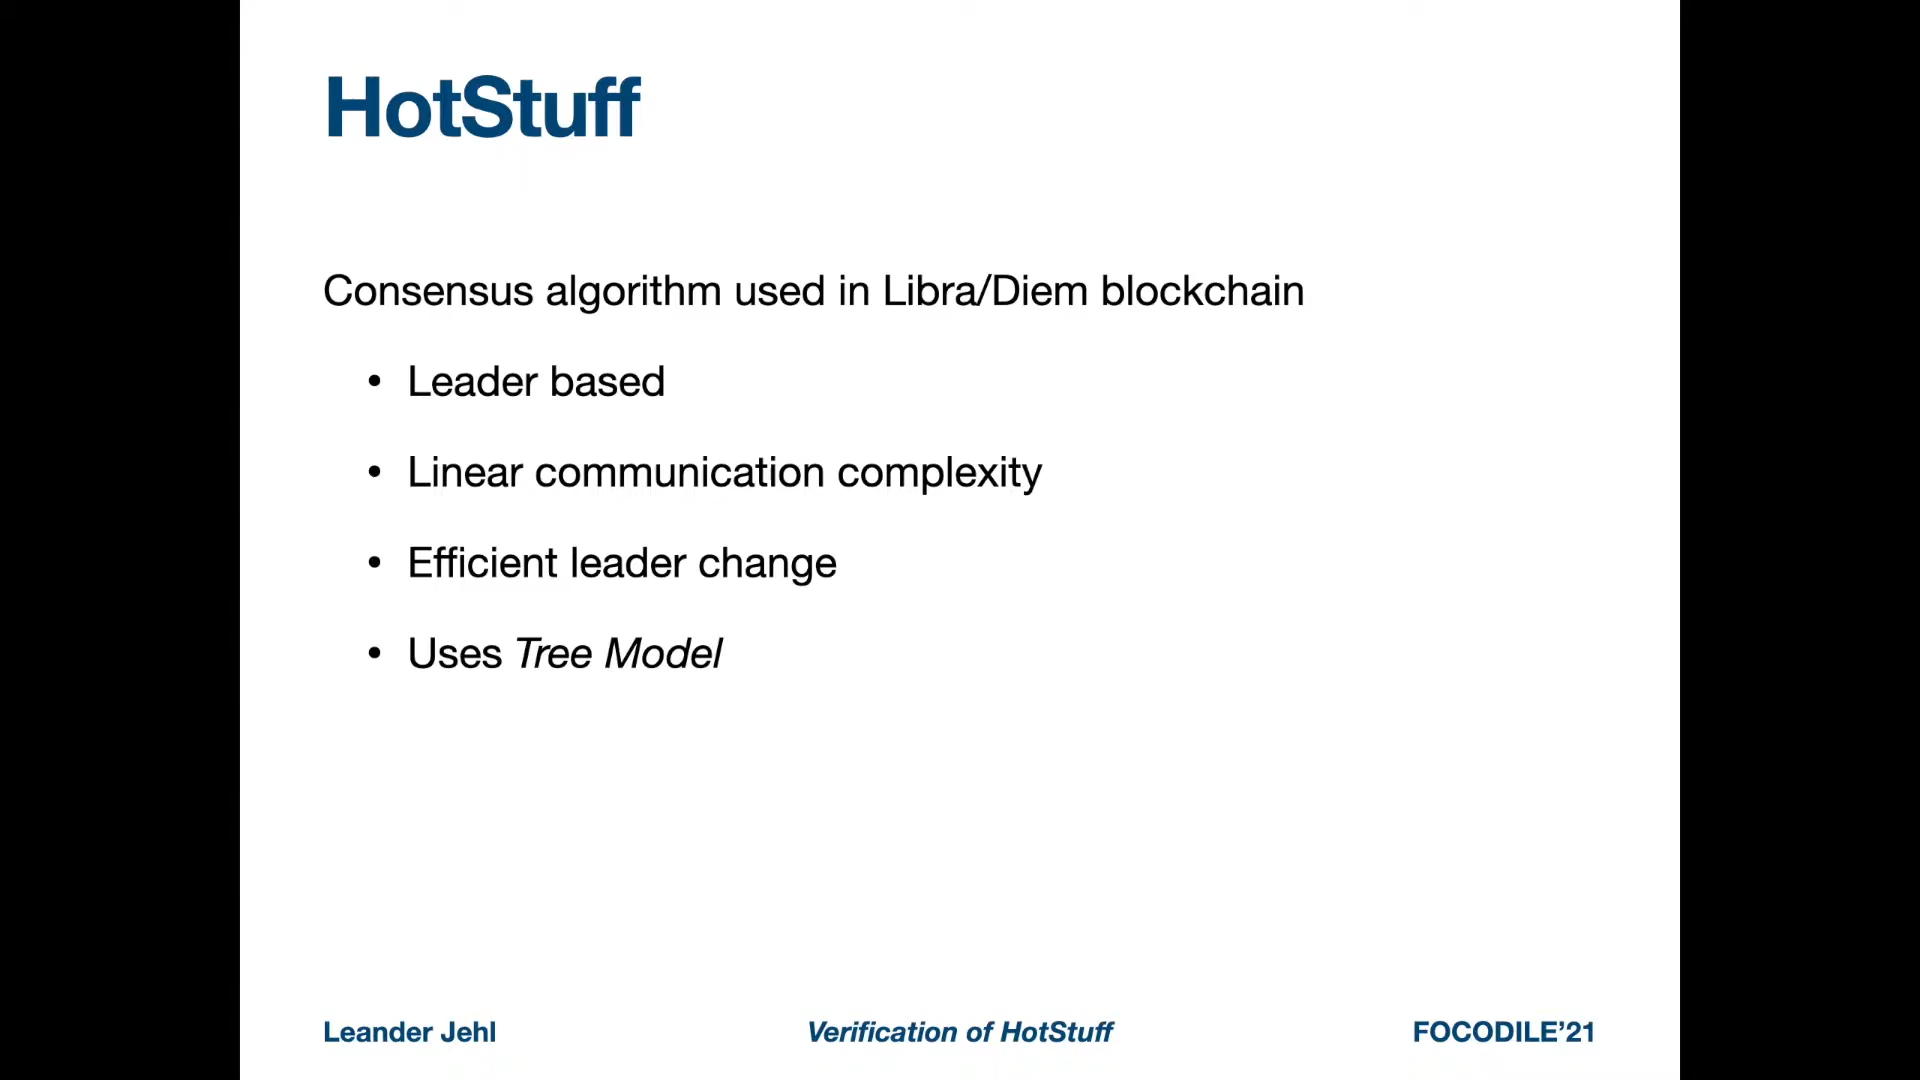 HotStuff
Consensus algorithm used in Libra/Diem blockchain
• Leader based
• Linear communication complexity
• Efficient leader change
• Uses Tree Model
Leander Jehl
Verification of HotStuff
FOCODILE’21